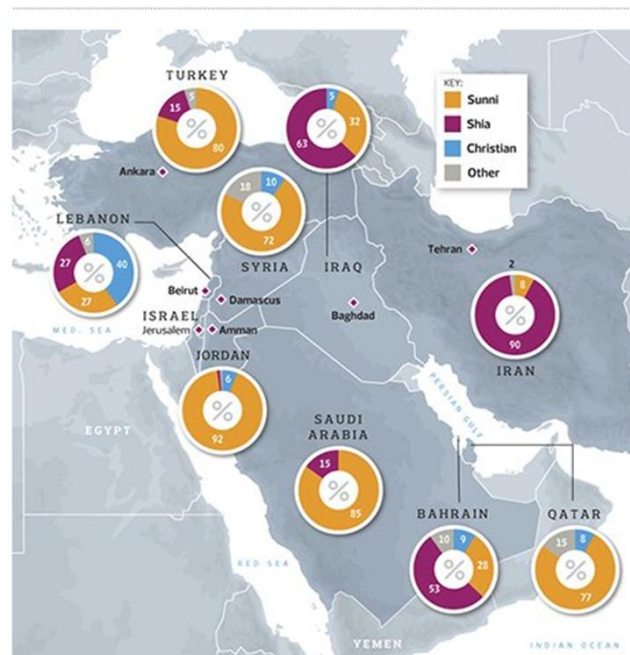 KEY:
Sunni
Shia
Christian
Other
TURKEY
5
15
%
80
5
32
63
%
Ankara
18
10
%
72
LEBANON
6
27
40
%
27
SYRIA
IRAQ
Tehran
2
8
%
90
IRAN
Beirut
Damascus
Baghdad
MED. SEA
ISRAEL
Jerusalem
Amman
JORDAN
6
%
92
PERSIAN GULF
EGYPT
SAUDI
ARABIA
15
%
85
BAHRAIN
10
9
28
%
53
QATAR
15
8
%
77
RED SEA
YEMEN
INDIAN OCEAN